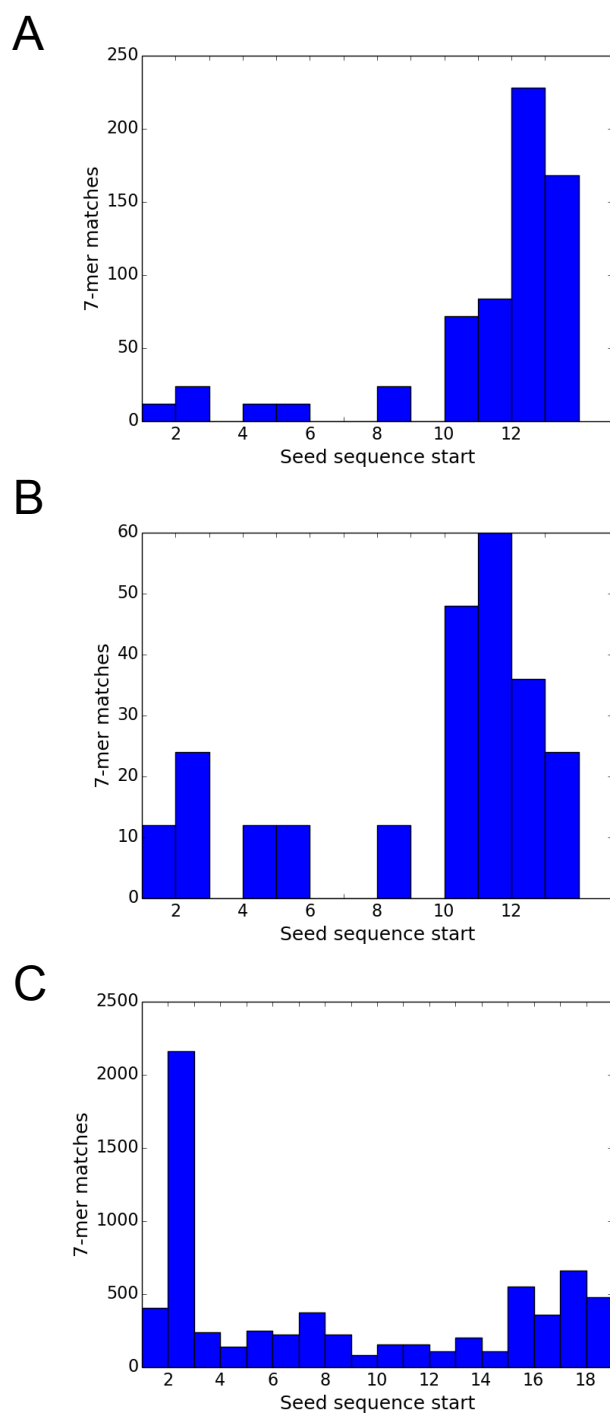 A
250
200
150
100
50
0
7-mer matches
2 4 6 8 10 12
Seed sequence start
B
60
50
40
30
20
10
0
7-mer matches
2 4 6 8 10 12
Seed sequence start
C
2500
2000
1500
1000
500
0
7-mer matches
2 4 6 8 10 12 14 16 18
Seed sequence start